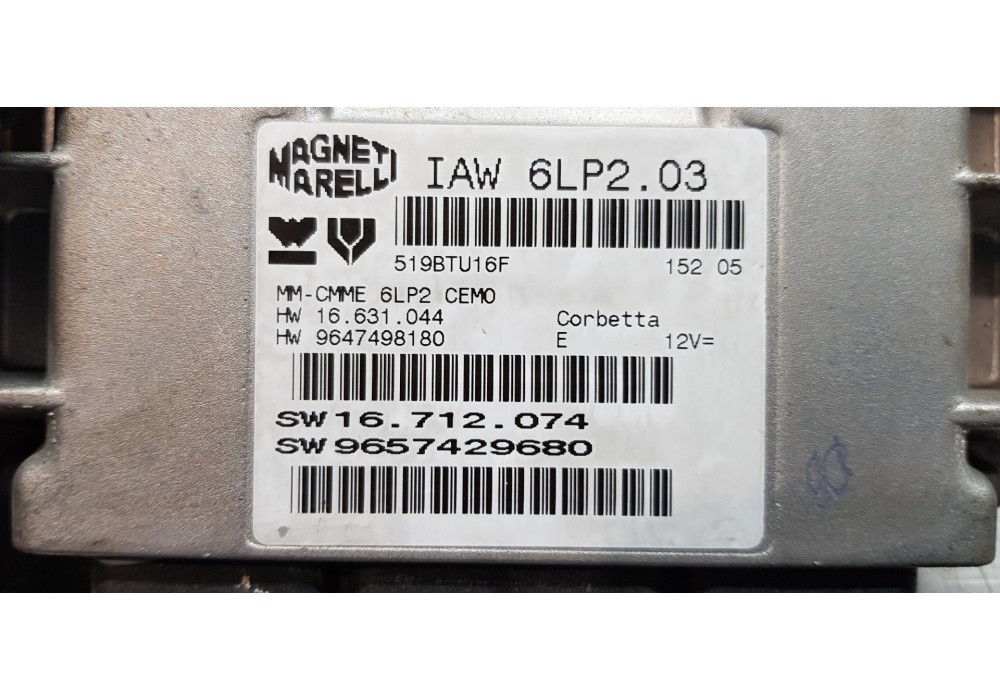 MAGNETI
MARELLI
IAW 6LP2.03
519BTU16F 152 05
MM-CMME 6LP2 CEMO
HW 16.631.044 Corbetta
HW 9647498180 E 12V=
SW 16.712.074
SW 9657429680